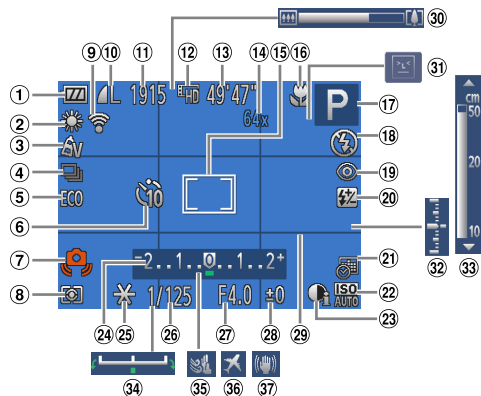 30
9 10 11 12 13 14 15 16
31
1 L 1915 HD 49'47" P 17 cm
50
64x
2 18
3 V
4 19 20
5 ECO 20
6 10
10
7 -2..1..0..1..2+ 21 32 33
8 1/125 F4.0 ±0 ISO AUTO 22
24 25 26 27 28 29 23
34 35 36 37